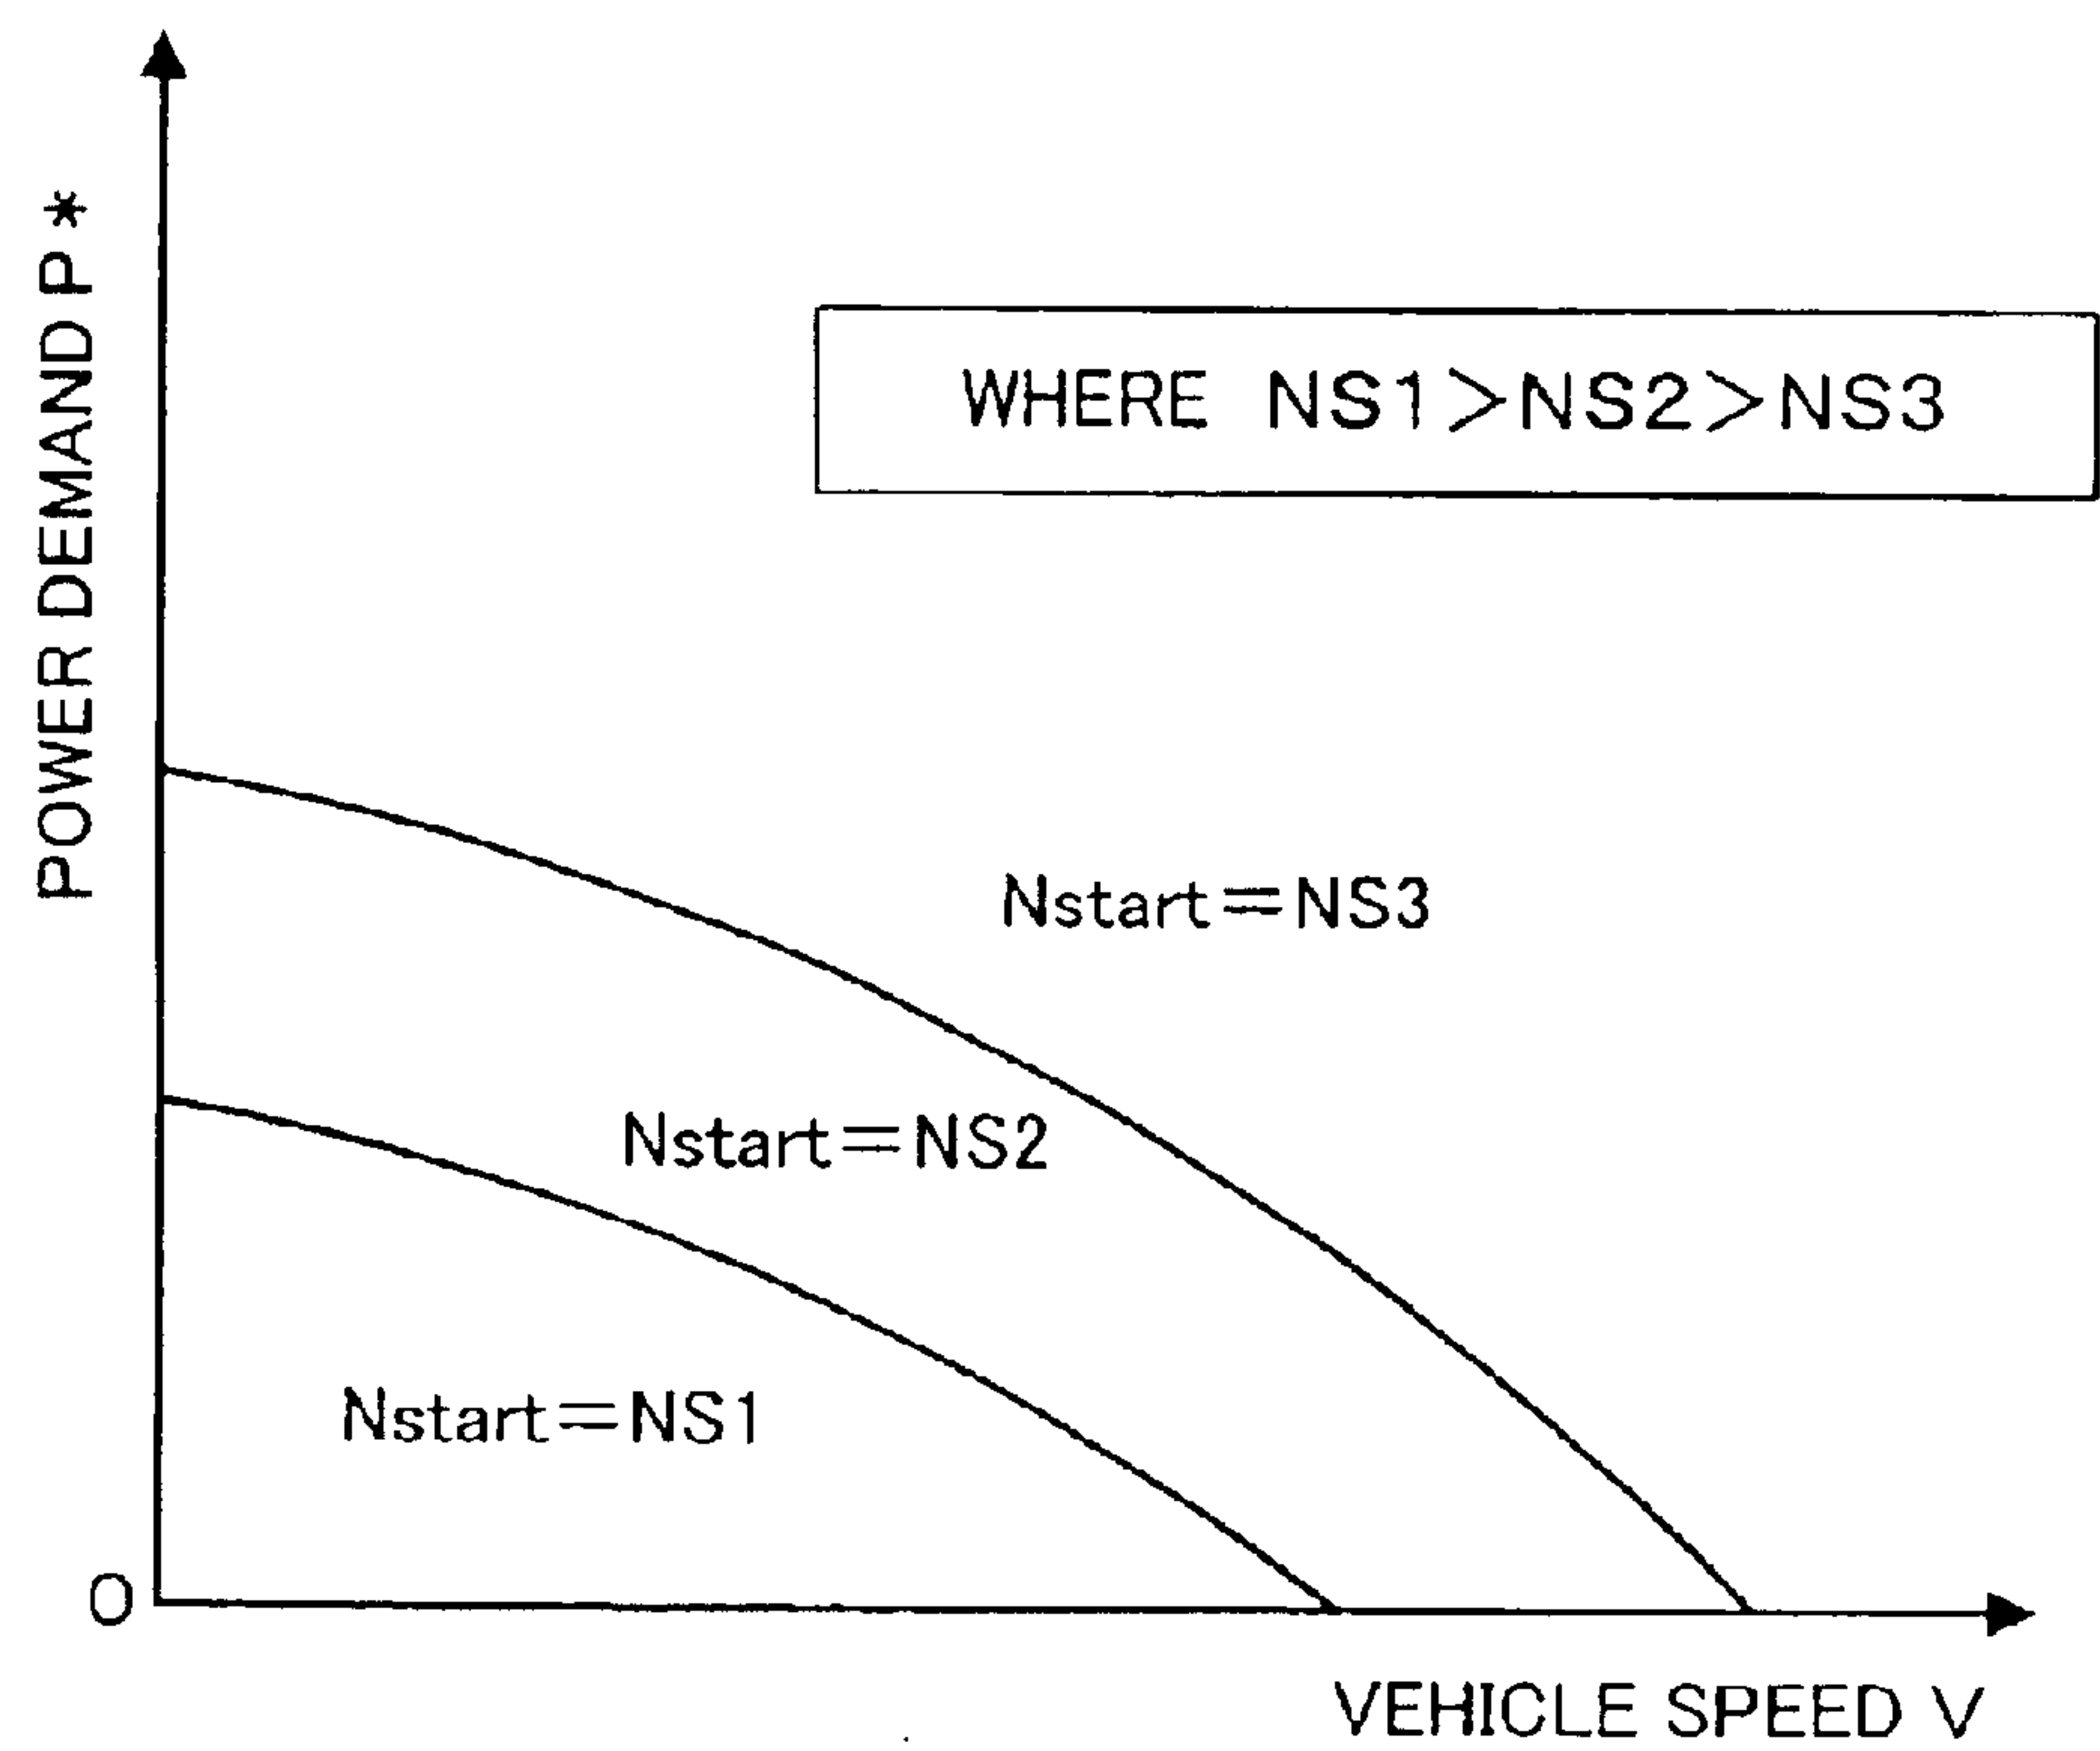 POWER DEMAND P*
WHERE NS1>NS2>NS3
Nstart=NS3
Nstart=NS2
Nstart=NS1
0
VEHICLE SPEED V